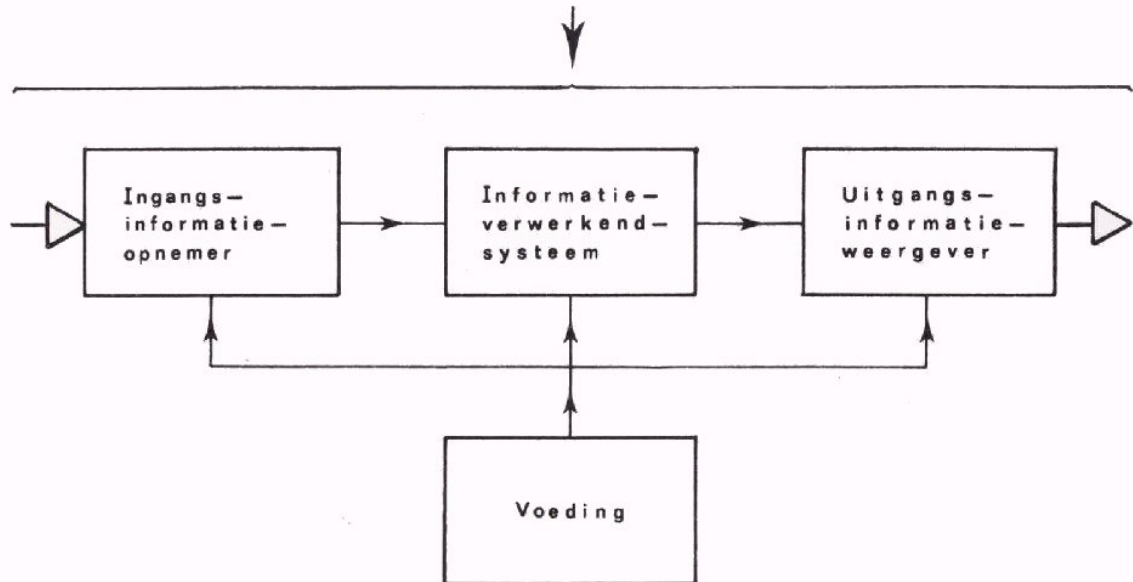 Ingangs—
informatie—
opnemer
Informatie—
verwerkend—
systeem
Uitgangs—
informatie—
weergever
Voeding